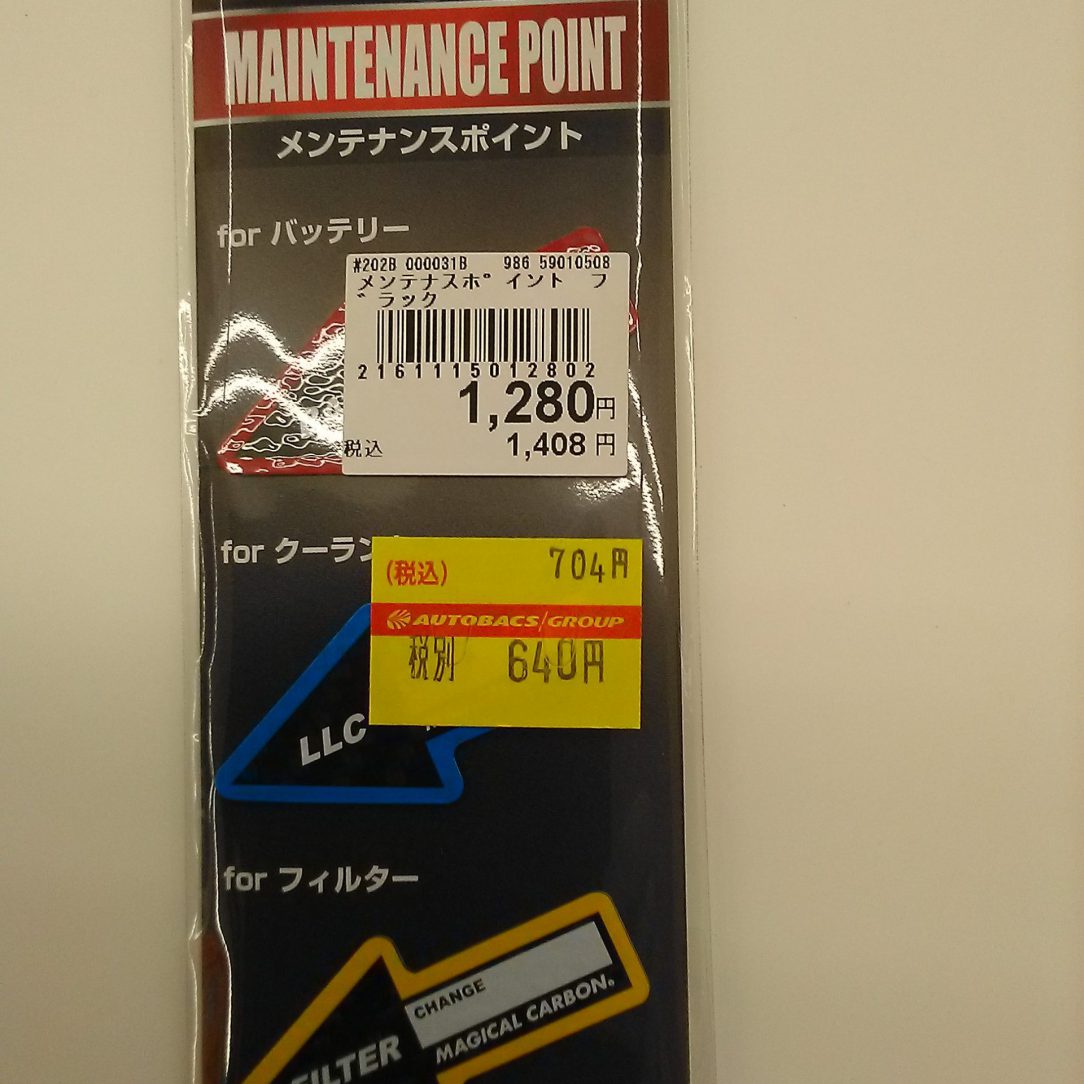 MAINTENANCE POINT
メンテナンスポイント
for バッテリー
#202B 000031B 986 59010508
メンテナスポイント ブ
ラック
2161115012802
1,280円
税込 1,408円
for クーラン
(税込) 704円
AUTOBACS/GROUP
税別 640円
LLC
for フィルター
CHANGE
MAGICAL CARBON.
FILTER